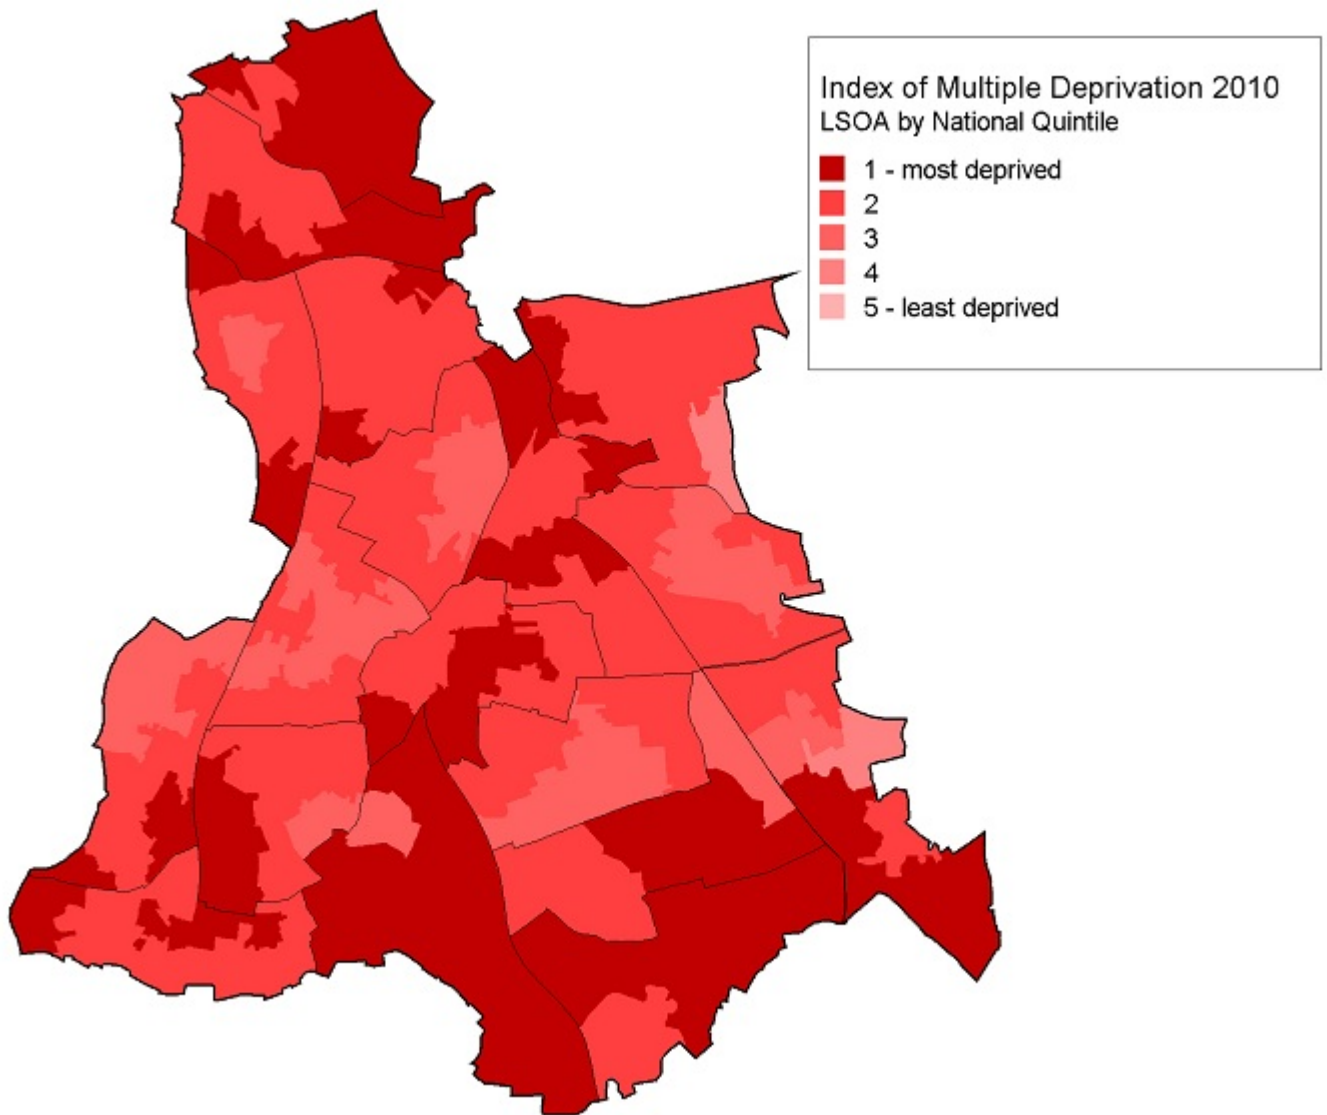 Index of Multiple Deprivation 2010
LSOA by National Quintile
1 - most deprived
2
3
4
5 - least deprived